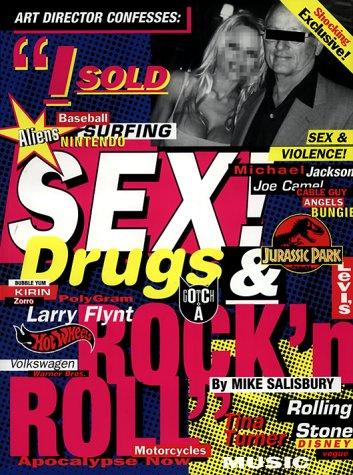 ART DIRECTOR CONFESSES:
Shocking
Exclusive!
"I SOLD
Baseball
Aliens
SURFING
NINTENDO
SEX &
VIOLENCE!
Michael Jackson
Joe Camel
CABLE GUY
ANGELS
BUNGIE
SEX!
Drugs &
JURASSIC PARK
Levis
BUBBLE YUM
KIRIN
Zorro
PolyGram
GOTCHA
Larry Flynt
Hot Wheels
Volkswagen
Warner Bros.
ROCK'n
ROLL"
By MIKE SALISBURY
Tina
Turner
Rolling
Stone
DISNEY
vogue
Motorcycles
MUSIC
Apocalypse Now